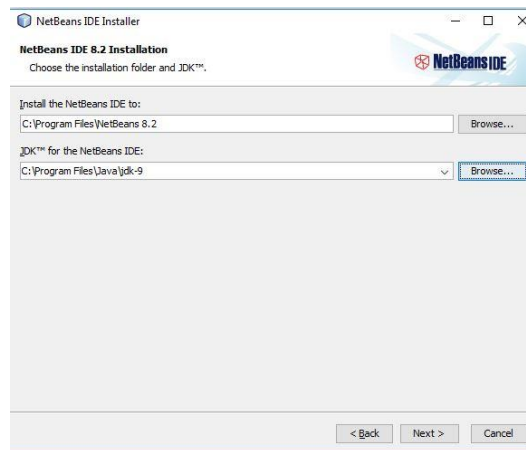 NetBeans IDE Installer
NetBeans IDE 8.2 Installation
Choose the installation folder and JDK™.
NetBeans IDE
Install the NetBeans IDE to:
C:\Program Files\NetBeans 8.2
Browse...
JDK™ for the NetBeans IDE:
C:\Program Files\Java\jdk-9
Browse...
< Back
Next >
Cancel